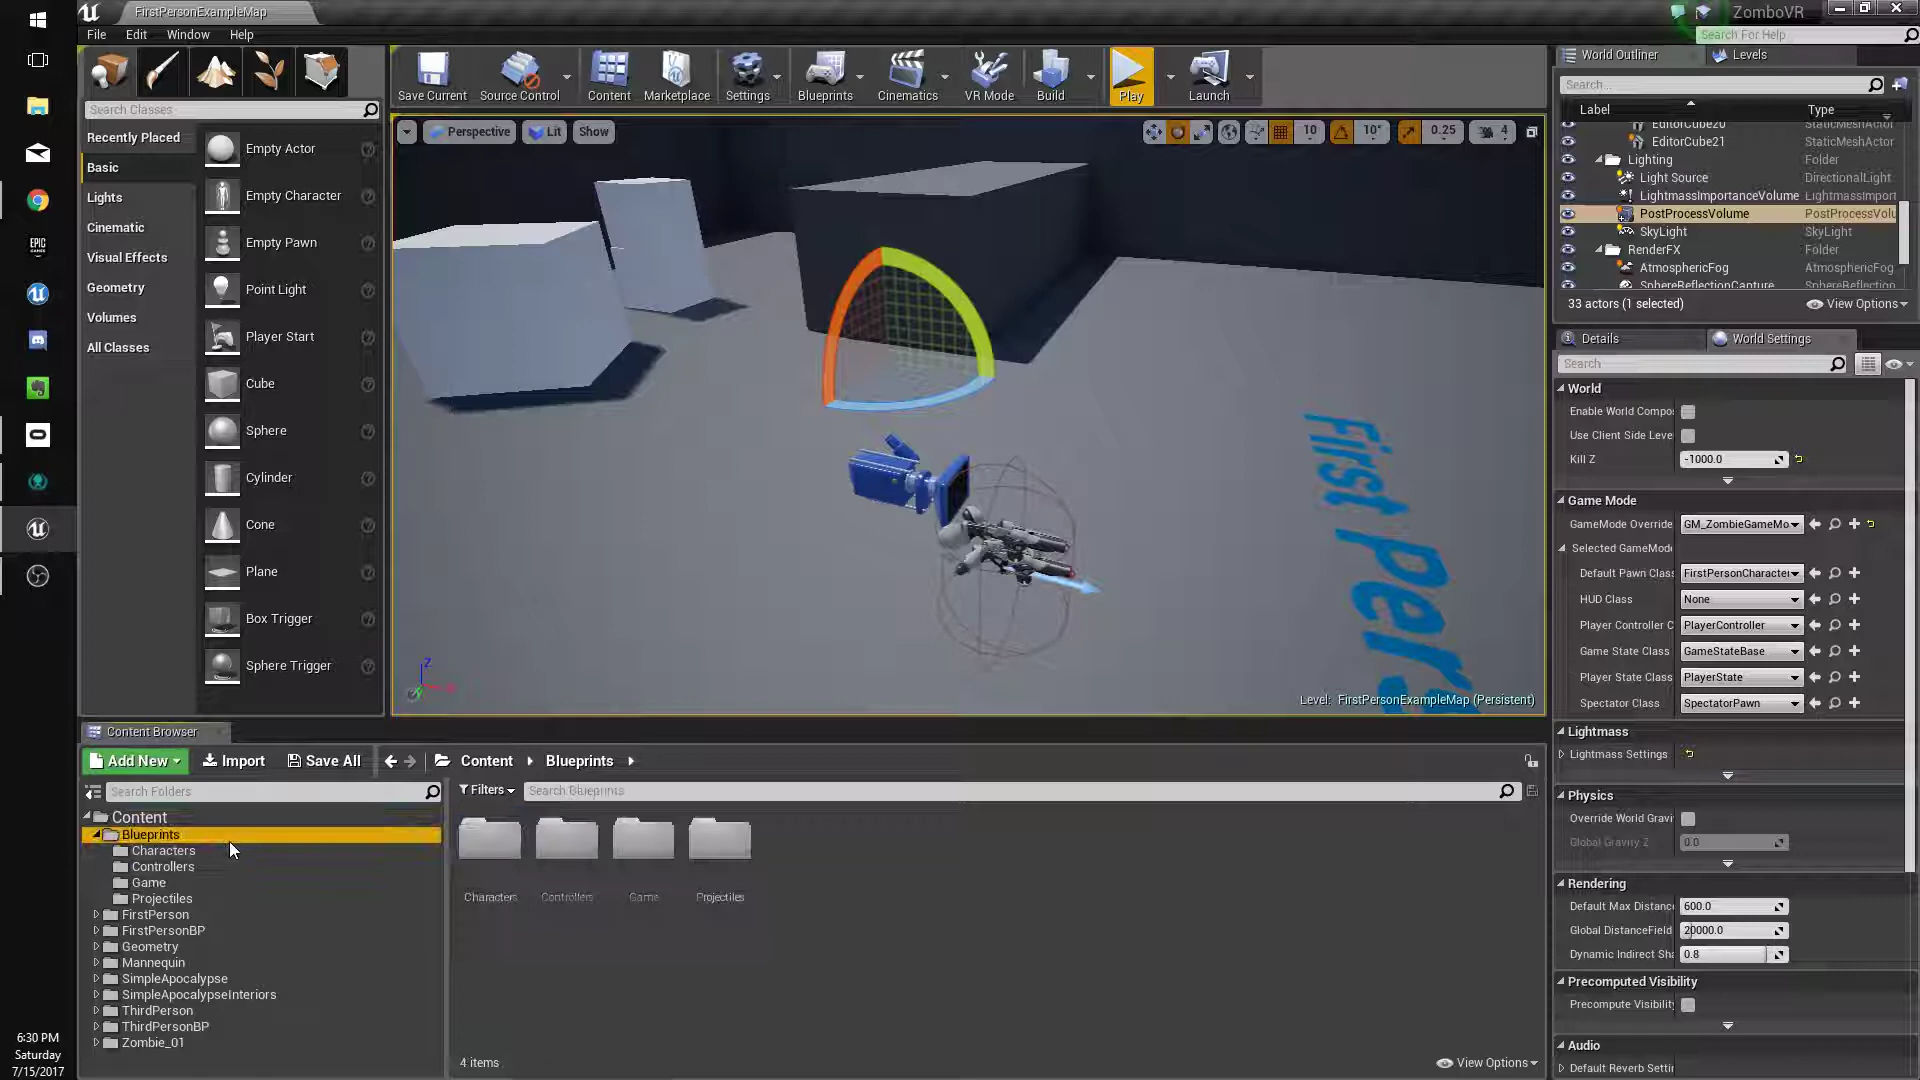 FirstPersonExampleMap
ZomboVR
File Edit Window Help
Search For Help
Save Current Source Control Content Marketplace Settings Blueprints Cinematics VR Mode Build Play Launch
Search Classes
Recently Placed
Basic
Lights
Cinematic
Visual Effects
Geometry
Volumes
All Classes
Empty Actor
Empty Character
Empty Pawn
Point Light
Player Start
Cube
Sphere
Cylinder
Cone
Plane
Box Trigger
Sphere Trigger
Perspective Lit Show
10 10° 0.25 4
First Pers
Z
Level: FirstPersonExampleMap (Persistent)
World Outliner Levels
Search...
Label Type
EditorCube20 StaticMeshActor
EditorCube21 StaticMeshActor
Lighting Folder
Light Source DirectionalLight
LightmassImportanceVolume LightmassImport
PostProcessVolume PostProcessVolu
SkyLight SkyLight
RenderFX Folder
AtmosphericFog AtmosphericFog
SphereReflectionCapture SphereReflection
33 actors (1 selected) View Options
Details World Settings
Search
World
Enable World Compo
Use Client Side Leve
Kill Z -1000.0
Game Mode
GameMode Override GM_ZombieGameMo
Selected GameMode
Default Pawn Class FirstPersonCharacter
HUD Class None
Player Controller C PlayerController
Game State Class GameStateBase
Player State Class PlayerState
Spectator Class SpectatorPawn
Lightmass
Lightmass Settings
Physics
Override World Gravi
Global Gravity Z 0.0
Rendering
Default Max Distance 600.0
Global DistanceField 20000.0
Dynamic Indirect Sha 0.8
Precomputed Visibility
Precompute Visibility
Audio
Default Reverb Settin
Content Browser
Add New Import Save All Content Blueprints
Search Folders
Filters Search Blueprints
Content
Blueprints
Characters
Controllers
Game
Projectiles
FirstPerson
FirstPersonBP
Geometry
Mannequin
SimpleApocalypse
SimpleApocalypseInteriors
ThirdPerson
ThirdPersonBP
Zombie_01
Characters Controllers Game Projectiles
4 items View Options
EPIC
6:30 PM
Saturday
7/15/2017